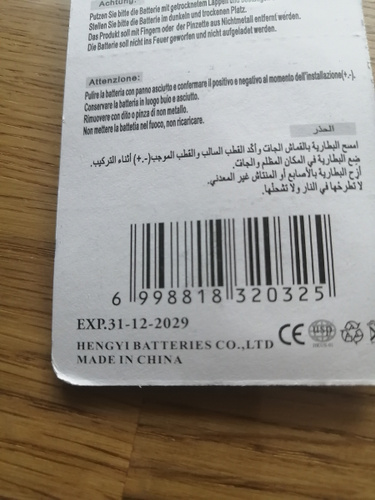 Achtung:
Putzen Sie bitte die Batterie mit getrocknetem Lappen
Stellen Sie bitte die Batterie im dunkeln und trockenen Platz.
Das Produkt soll mit Fingern oder der Pinzette aus Nichtmetall entfernt werden.
Die Batterie soll nicht ins Feuer geworfen und nicht aufgeladet werden.
Attenzione:
Pulire la batteria con panno asciutto e confermare il positivo e negativo al momento dell'installazione(+.-).
Conservare la batteria in luogo buio e asciutto.
Rimuovere con dito o pinza di non metallo.
Non mettere la battetia nel fuoco, non ricaricare.
الحذر
امسح البطارية بالقماش الجاف وأكد القطب السالب والقطب الموجب(-.+) أثناء التركيب.
ضع البطارية في المكان المظلم والجاف.
أزح البطارية بالأصابع أو المنقاش غير المعدني.
لا تطرحها في النار ولا تشحلها.
6 998818 320325
EXP.31-12-2029
HENGYI BATTERIES CO.,LTD
MADE IN CHINA
CE